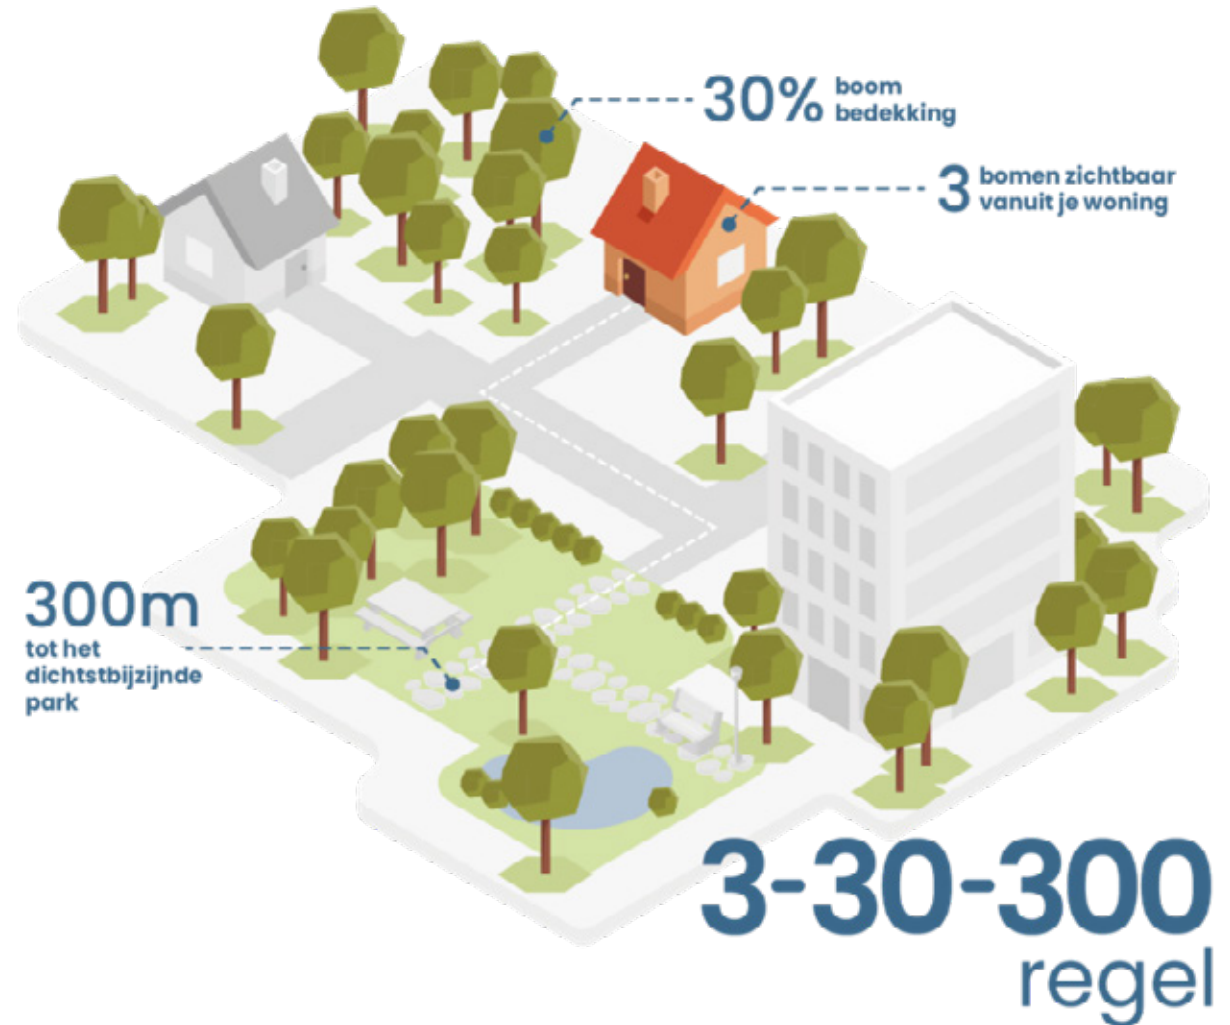 30% boom
bedekking
3 bomen zichtbaar
vanuit je woning
300m
tot het
dichtstbijzijnde
park
3-30-300
regel